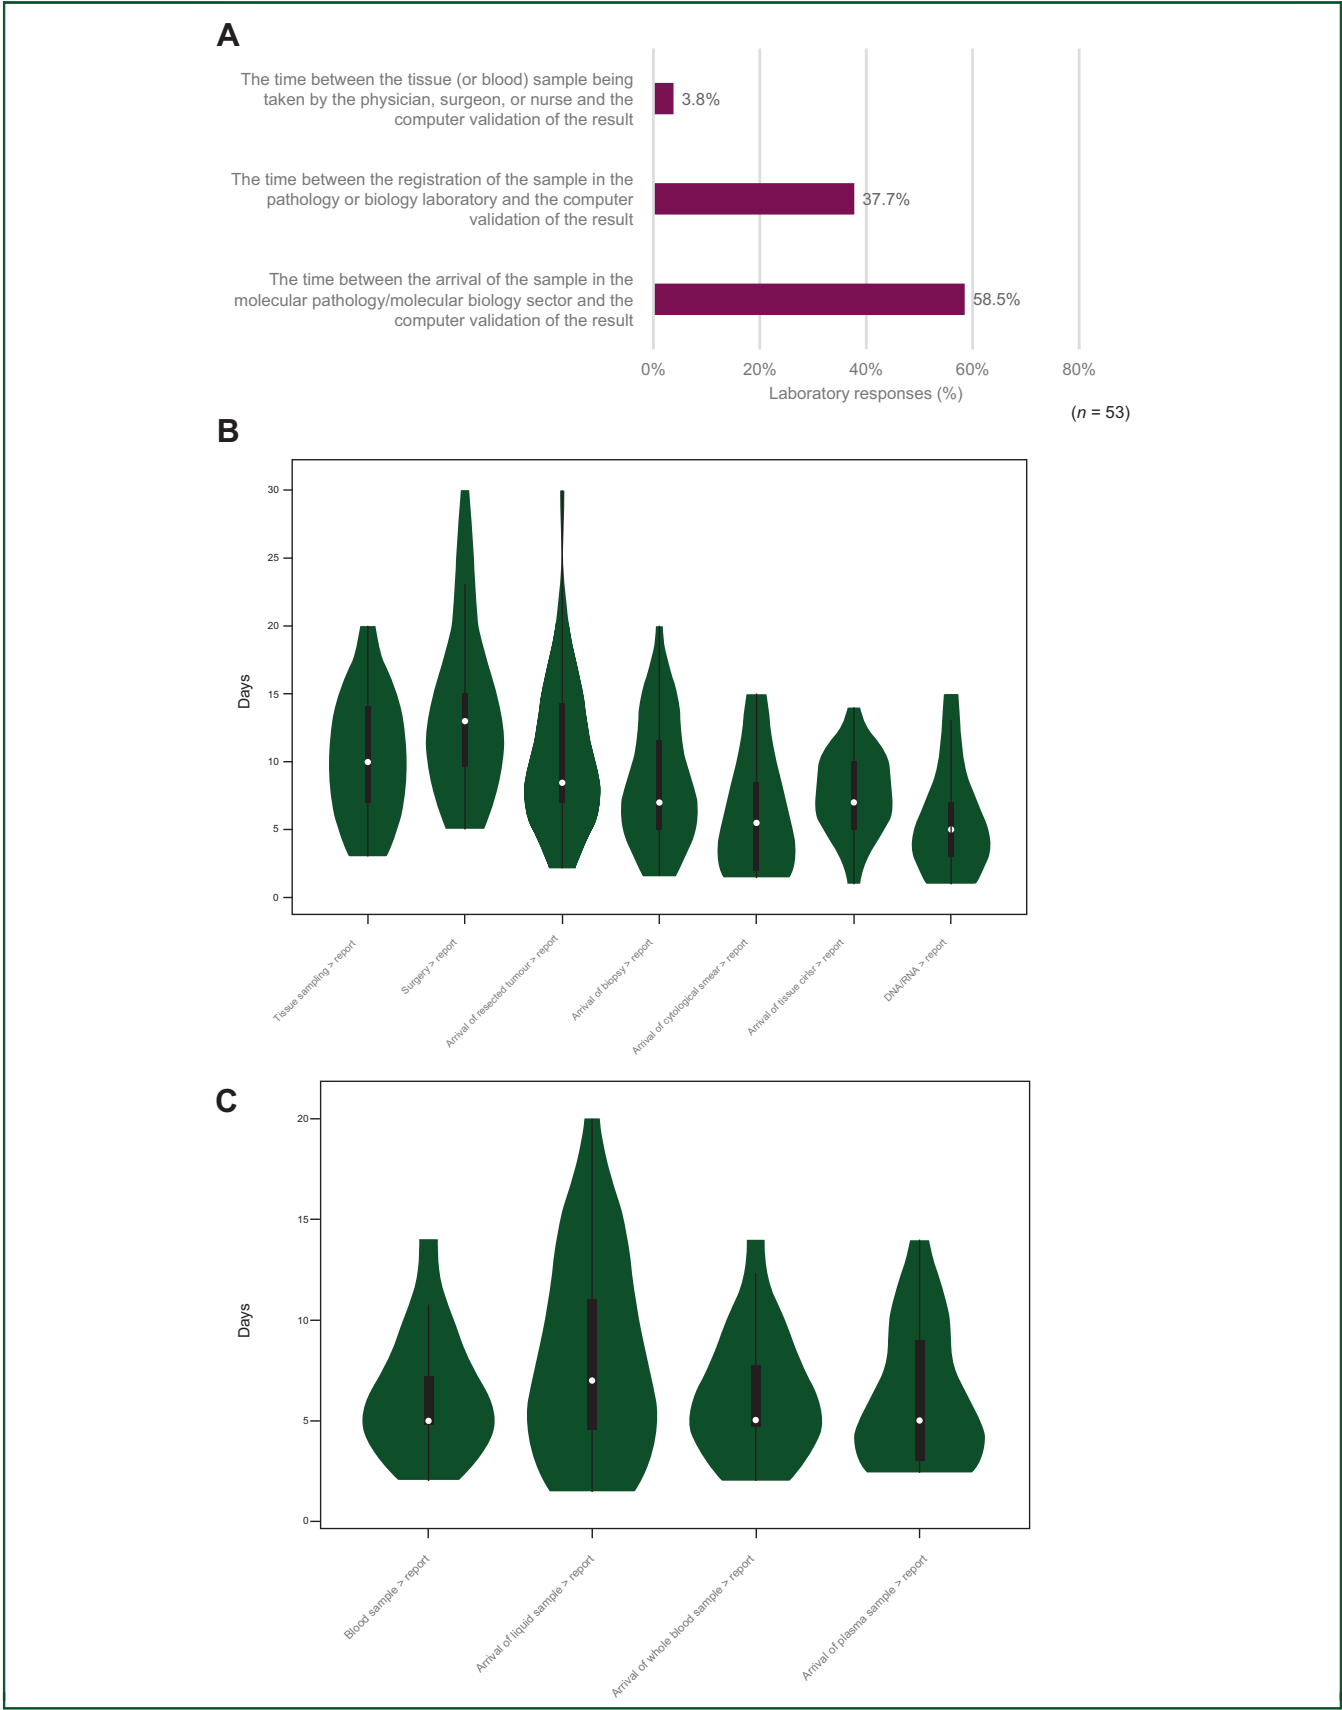 A
The time between the tissue (or blood) sample being
taken by the physician, surgeon, or nurse and the
computer validation of the result
3.8%
The time between the registration of the sample in the
pathology or biology laboratory and the computer
validation of the result
37.7%
The time between the arrival of the sample in the
molecular pathology/molecular biology sector and the
computer validation of the result
58.5%
0% 20% 40% 60% 80%
Laboratory responses (%)
(n = 53)
B
30
25
20
15
10
5
0
Days
Tissue sampling > report
Surgery > report
Arrival of resected tumour > report
Arrival of biopsy > report
Arrival of cytological smear > report
Arrival of tissue cirlsr > report
DNA/RNA > report
C
20
15
10
5
0
Days
Blood sample > report
Arrival of liquid sample > report
Arrival of whole blood sample > report
Arrival of plasma sample > report